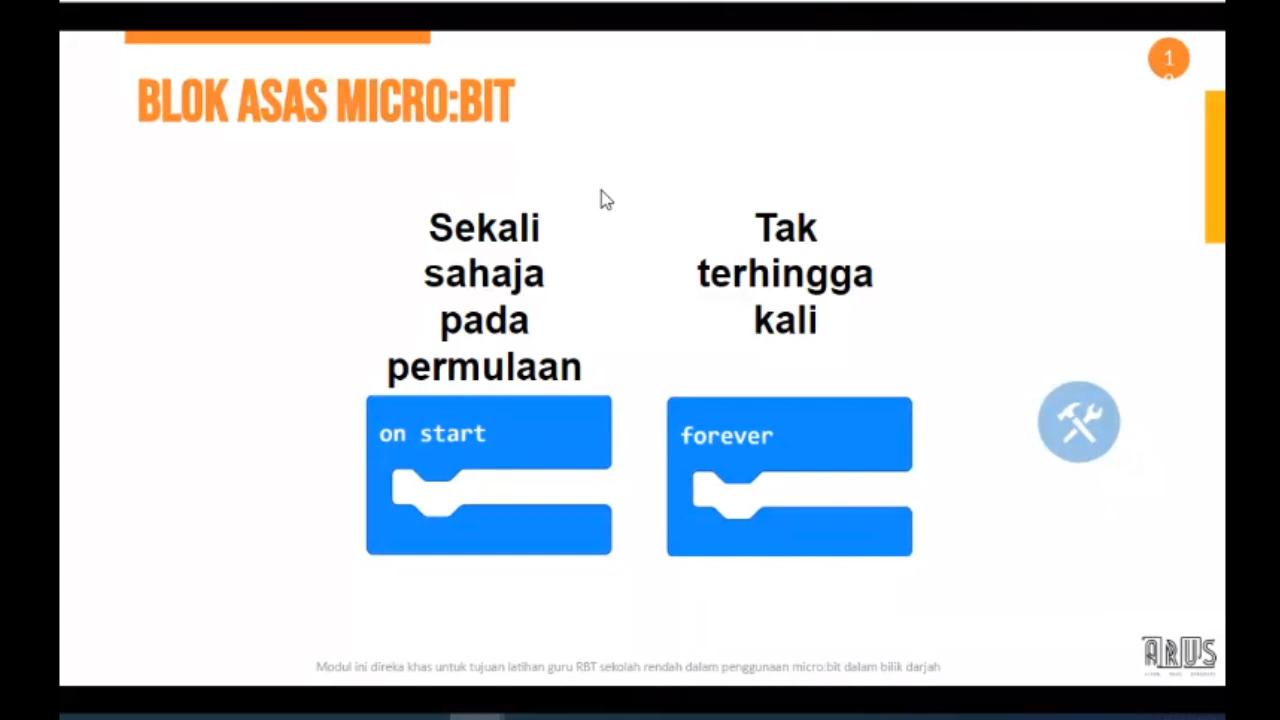 1
BLOK ASAS MICRO:BIT
Sekali
sahaja
pada
permulaan
Tak
terhingga
kali
on start
forever
Modul ini direka khas untuk tujuan latihan guru RBT sekolah rendah dalam penggunaan micro:bit dalam bilik darjah
ARUS